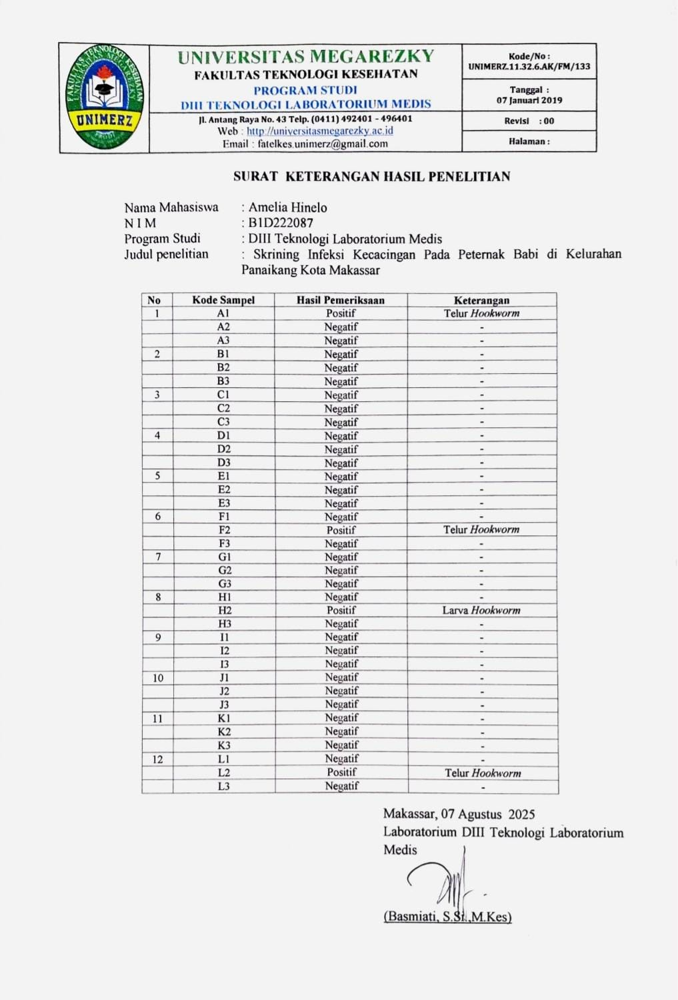 FAKULTAS TEKNOLOGI KESEHATAN
UNIVERSITAS MEGAREZKY
UNIMERZ
PRODI
UNIVERSITAS MEGAREZKY
FAKULTAS TEKNOLOGI KESEHATAN
PROGRAM STUDI
DIII TEKNOLOGI LABORATORIUM MEDIS
Jl. Antang Raya No. 43 Telp. (0411) 492401 - 496401
Web : http://universitasmegarezky.ac.id
Email : fatelkes.unimerz@gmail.com
Kode/No :
UNIMERZ.11.32.6.AK/FM/133
Tanggal :
07 Januari 2019
Revisi : 00
Halaman :
SURAT KETERANGAN HASIL PENELITIAN
Nama Mahasiswa : Amelia Hinelo
N I M : B1D222087
Program Studi : DIII Teknologi Laboratorium Medis
Judul penelitian : Skrining Infeksi Kecacingan Pada Peternak Babi di Kelurahan
Panaikang Kota Makassar
No Kode Sampel Hasil Pemeriksaan Keterangan
1 A1 Positif Telur Hookworm
A2 Negatif -
A3 Negatif -
2 B1 Negatif -
B2 Negatif -
B3 Negatif -
3 C1 Negatif -
C2 Negatif -
C3 Negatif -
4 D1 Negatif -
D2 Negatif -
D3 Negatif -
5 E1 Negatif -
E2 Negatif -
E3 Negatif -
6 F1 Negatif -
F2 Positif Telur Hookworm
F3 Negatif -
7 G1 Negatif -
G2 Negatif -
G3 Negatif -
8 H1 Negatif -
H2 Positif Larva Hookworm
H3 Negatif -
9 I1 Negatif -
I2 Negatif -
I3 Negatif -
10 J1 Negatif -
J2 Negatif -
J3 Negatif -
11 K1 Negatif -
K2 Negatif -
K3 Negatif -
12 L1 Negatif -
L2 Positif Telur Hookworm
L3 Negatif -
Makassar, 07 Agustus 2025
Laboratorium DIII Teknologi Laboratorium
Medis
(Basmiati, S.Si.,M.Kes)